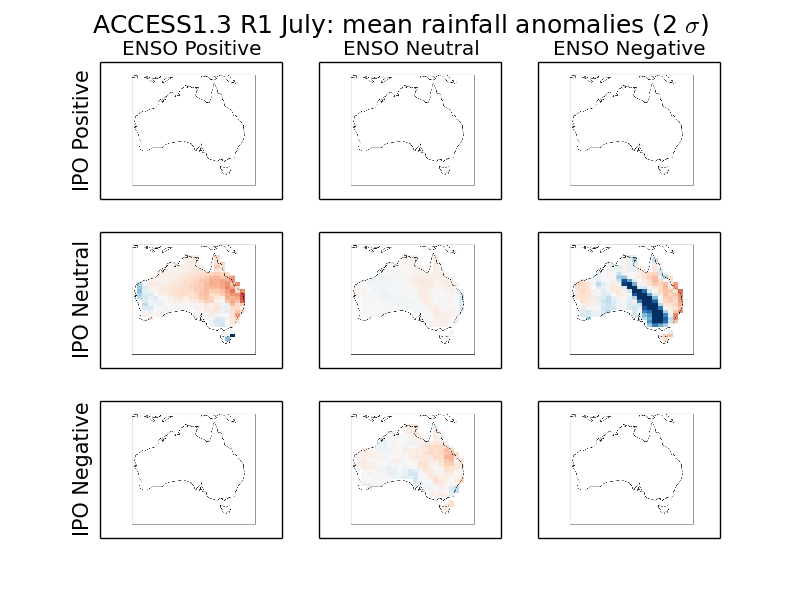 ACCESS1.3 R1 July: mean rainfall anomalies (2 σ)
ENSO Positive ENSO Neutral ENSO Negative
IPO Positive
IPO Neutral
IPO Negative